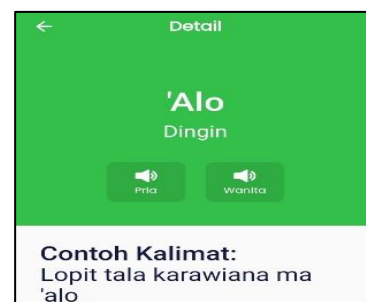 Detail
'Alo
Dingin
Pria
Wanita
Contoh Kalimat:
Lopit tala karawiana ma
'alo